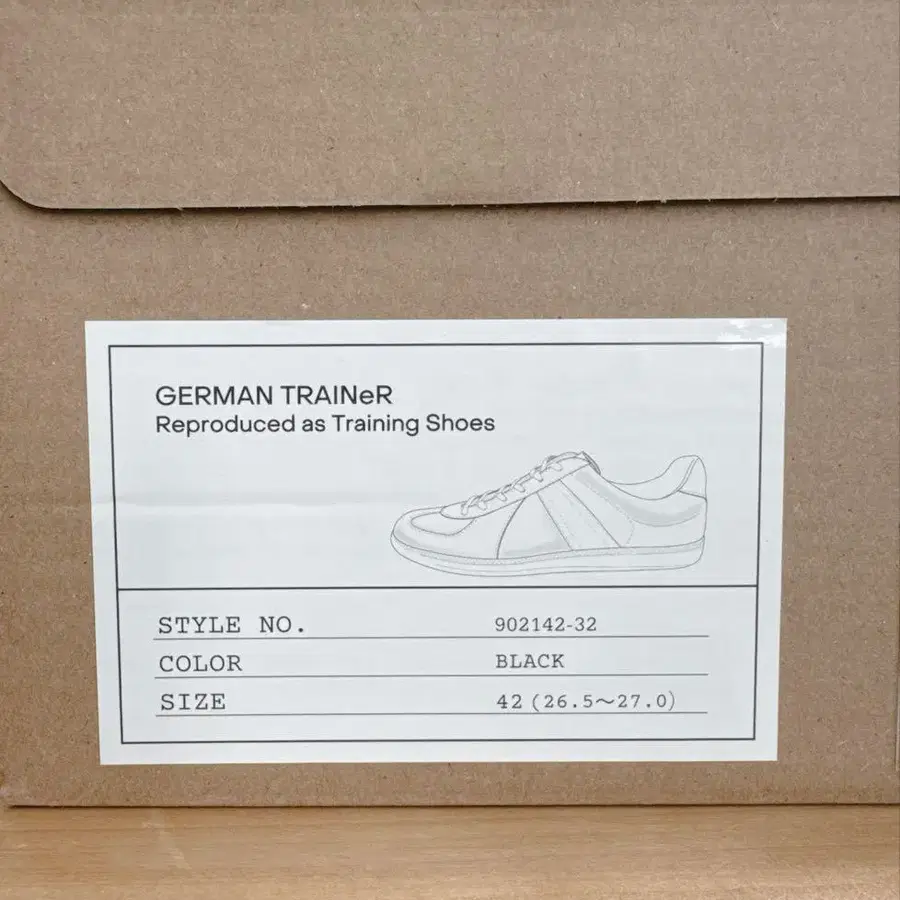 GERMAN TRAINeR
Reproduced as Training Shoes
STYLE NO. 902142-32
COLOR BLACK
SIZE 42(26.5～27.0)